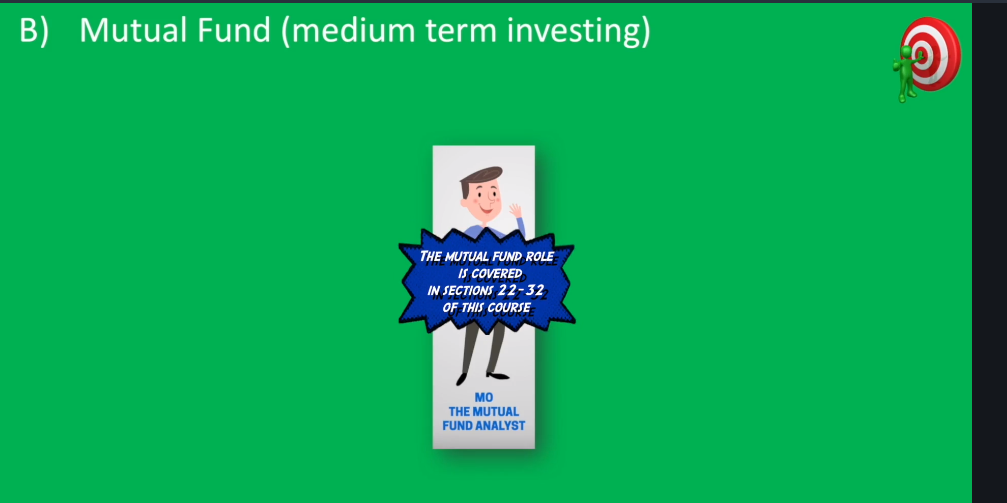 B) Mutual Fund (medium term investing)
THE MUTUAL FUND ROLE
IS COVERED
IN SECTIONS 22-32
OF THIS COURSE
MO
THE MUTUAL
FUND ANALYST